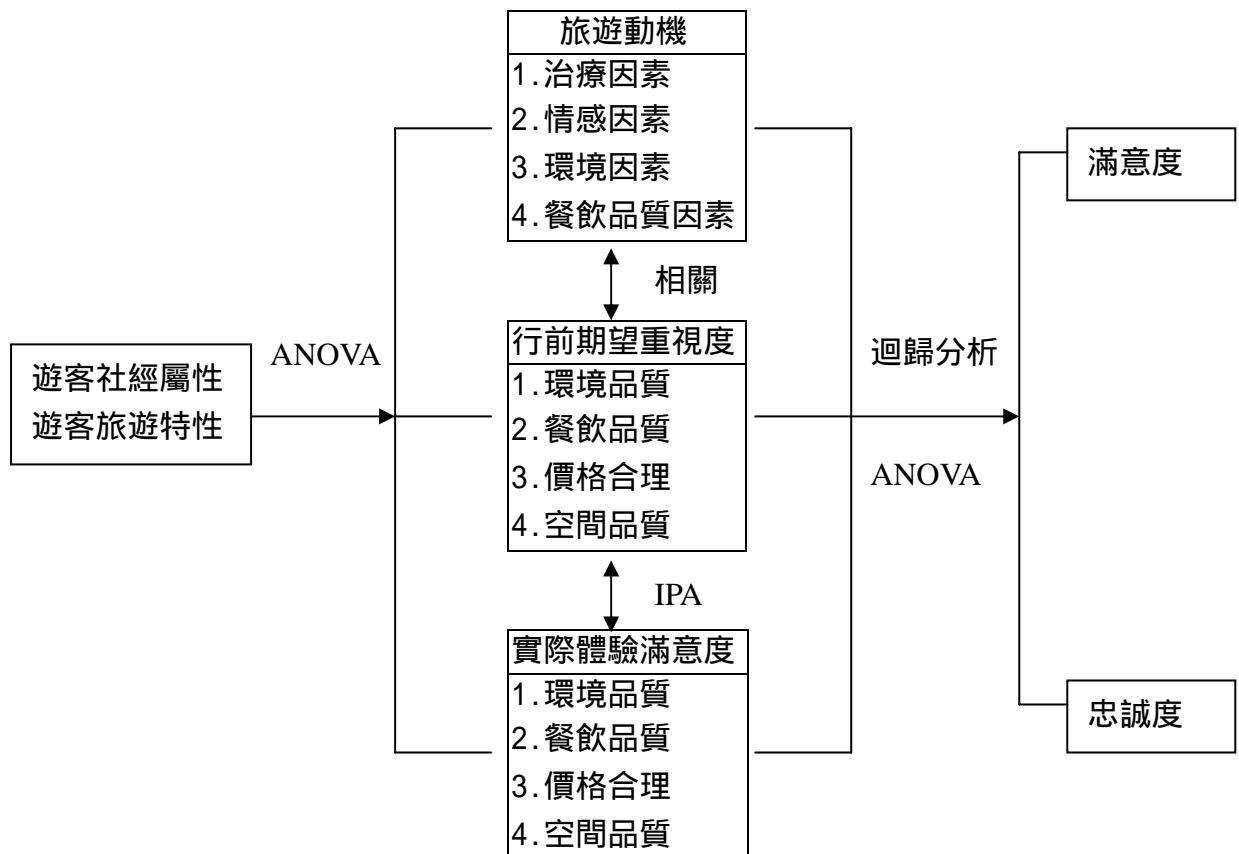 遊客社經屬性
遊客旅遊特性
ANOVA
旅遊動機
1.治療因素
2.情感因素
3.環境因素
4.餐飲品質因素
相關
行前期望重視度
1.環境品質
2.餐飲品質
3.價格合理
4.空間品質
IPA
實際體驗滿意度
1.環境品質
2.餐飲品質
3.價格合理
4.空間品質
迴歸分析
ANOVA
滿意度
忠誠度